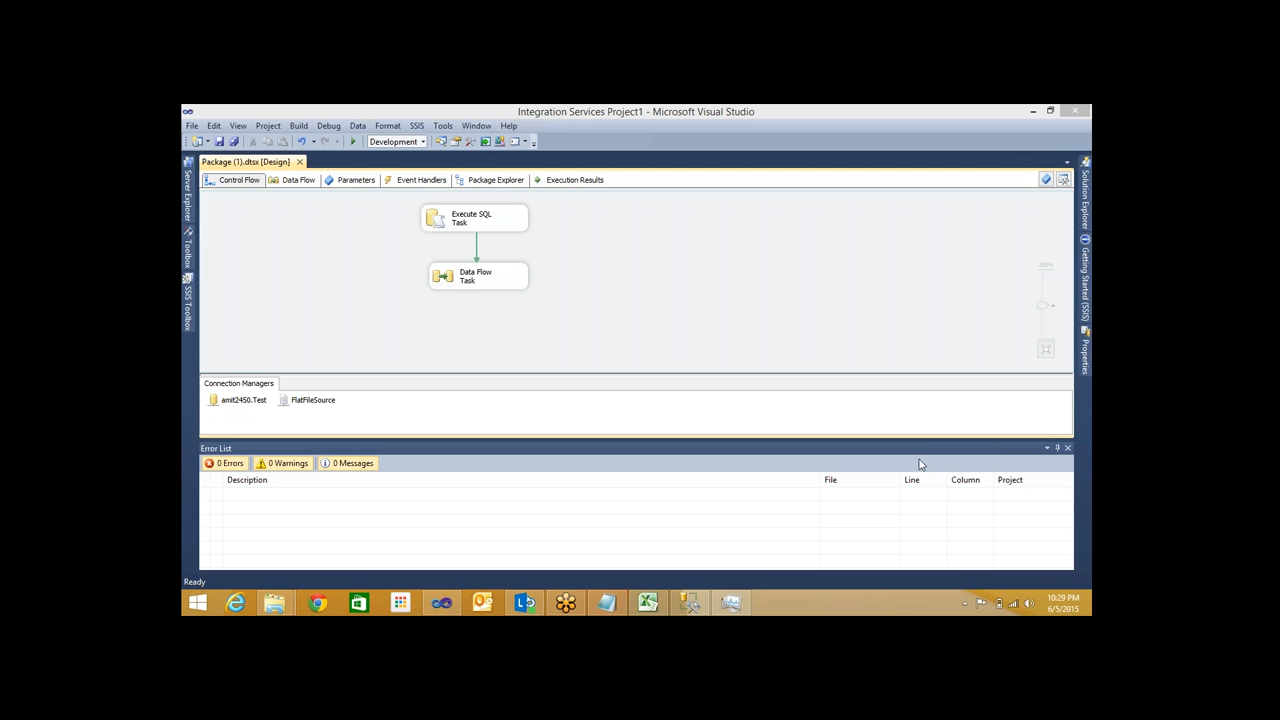 Integration Services Project1 - Microsoft Visual Studio
File Edit View Project Build Debug Data Format SSIS Tools Window Help
Development
Package (1).dtsx [Design]
Control Flow Data Flow Parameters Event Handlers Package Explorer Execution Results
Server Explorer
Toolbox
SSIS Toolbox
Execute SQL
Task
Data Flow
Task
100%
Solution Explorer
Getting Started (SSIS)
Properties
Connection Managers
amit2450.Test FlatFileSource
Error List
0 Errors 0 Warnings 0 Messages
Description File Line Column Project
Ready
10:29 PM
6/5/2015